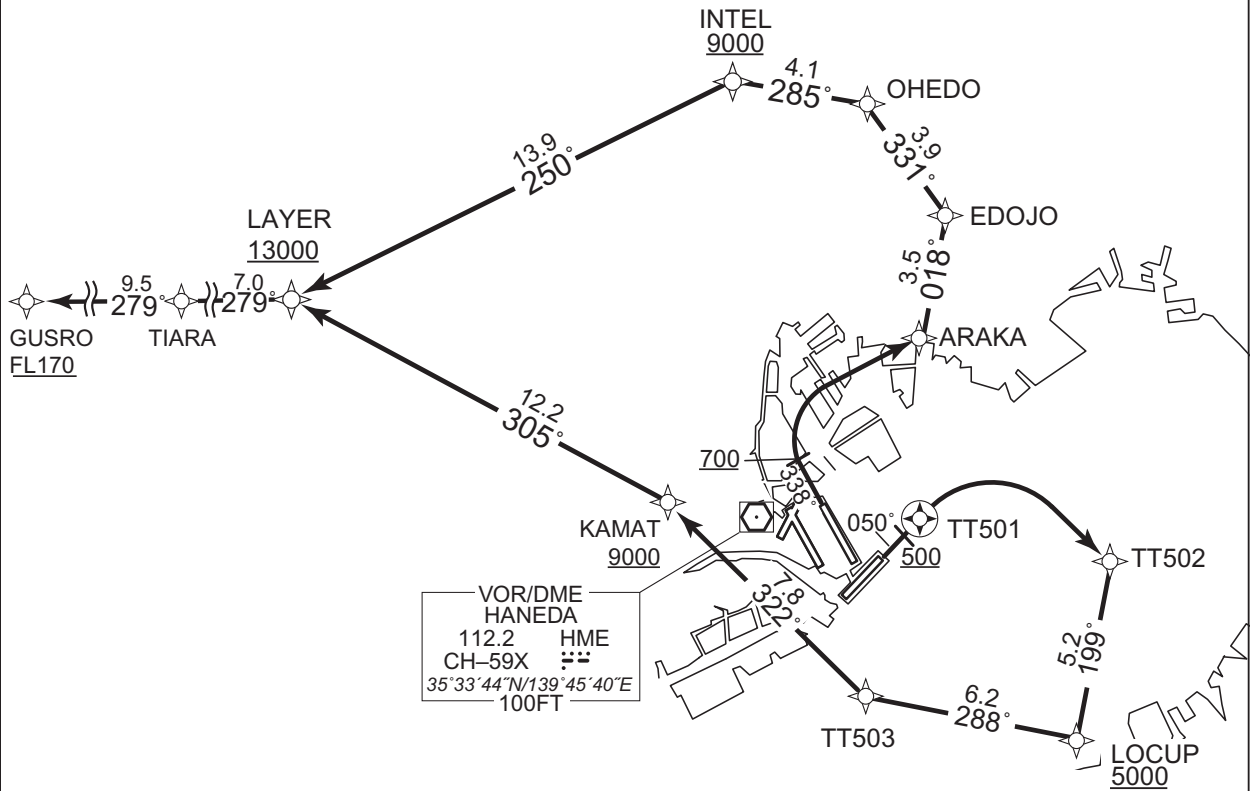 INTEL
9000
4.1
285°
OHEDO
3.9
331°
13.9
250°
EDOJO
LAYER
13000
3.5
018°
9.5
279°
7.0
279°
GUSRO
FL170
TIARA
ARAKA
12.2
305°
700
338°
KAMAT
9000
050°
TT501
500
TT502
VOR/DME
HANEDA
112.2 HME
CH–59X
35°33´44˝N/139°45´40˝E
100FT
7.8
322°
5.2
199°
6.2
288°
TT503
LOCUP
5000